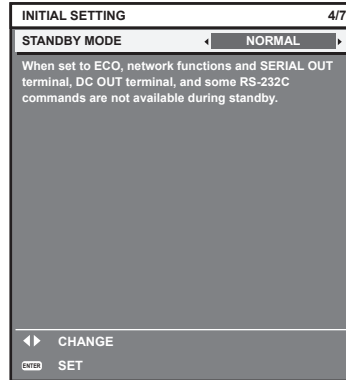 INITIAL SETTING 4/7
STANDBY MODE NORMAL
When set to ECO, network functions and SERIAL OUT
terminal, DC OUT terminal, and some RS-232C
commands are not available during standby.
CHANGE
ENTER SET